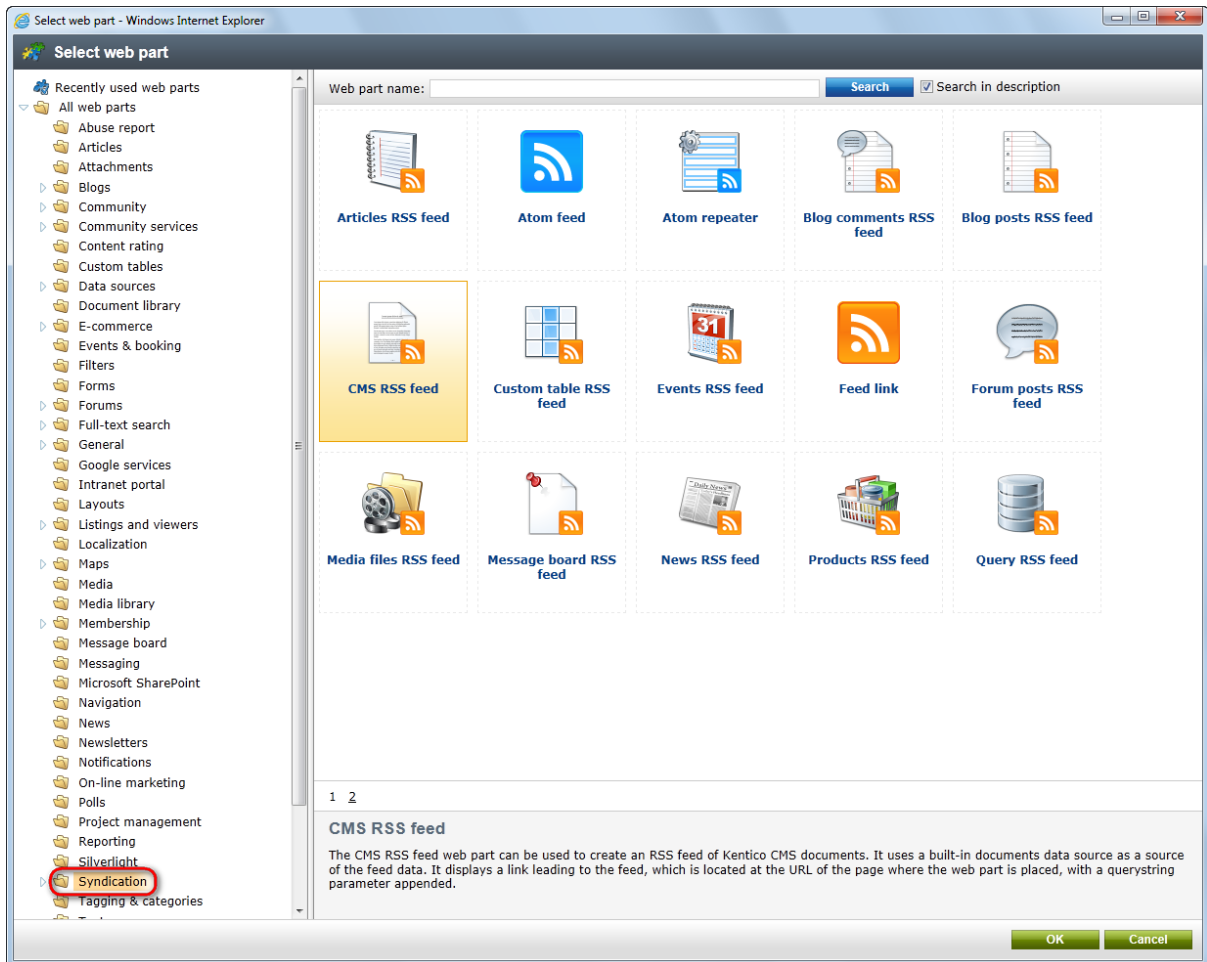 Select web part - Windows Internet Explorer
Select web part
Recently used web parts
All web parts
Abuse report
Articles
Attachments
Blogs
Community
Community services
Content rating
Custom tables
Data sources
Document library
E-commerce
Events & booking
Filters
Forms
Forums
Full-text search
General
Google services
Intranet portal
Layouts
Listings and viewers
Localization
Maps
Media
Media library
Membership
Message board
Messaging
Microsoft SharePoint
Navigation
News
Newsletters
Notifications
On-line marketing
Polls
Project management
Reporting
Silverlight
Syndication
Tagging & categories
Web part name:
Search
Search in description
Articles RSS feed
Atom feed
Atom repeater
Blog comments RSS
feed
Blog posts RSS feed
CMS RSS feed
Custom table RSS
feed
31
Events RSS feed
Feed link
Forum posts RSS
feed
Media files RSS feed
Message board RSS
feed
Daily News
News RSS feed
Products RSS feed
Query RSS feed
1 2
CMS RSS feed
The CMS RSS feed web part can be used to create an RSS feed of Kentico CMS documents. It uses a built-in documents data source as a source
of the feed data. It displays a link leading to the feed, which is located at the URL of the page where the web part is placed, with a querystring
parameter appended.
OK
Cancel